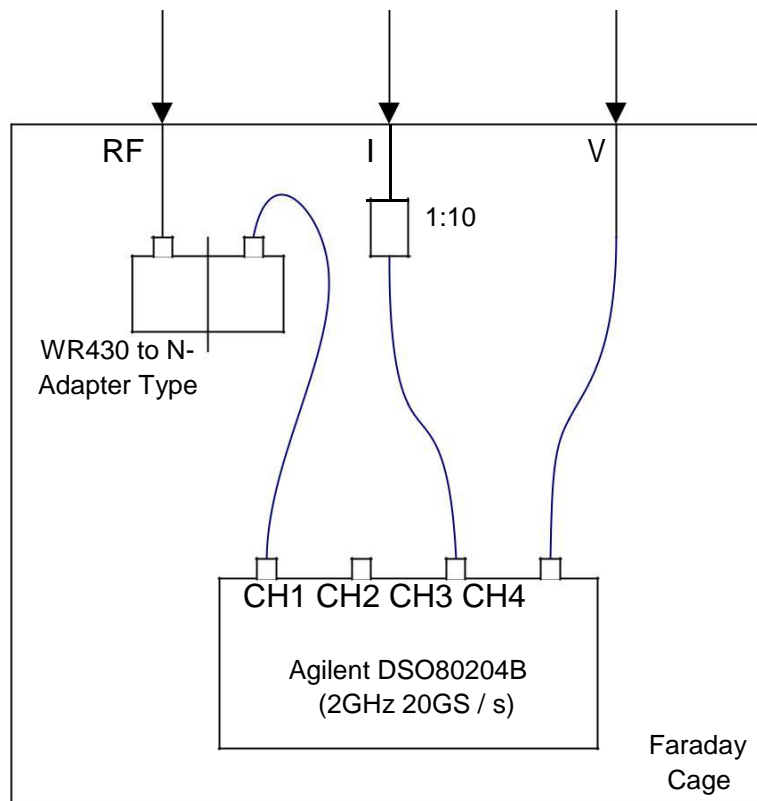 RF I V
1:10
WR430 to N-
Adapter Type
CH1 CH2 CH3 CH4
Agilent DSO80204B
(2GHz 20GS / s)
Faraday
Cage